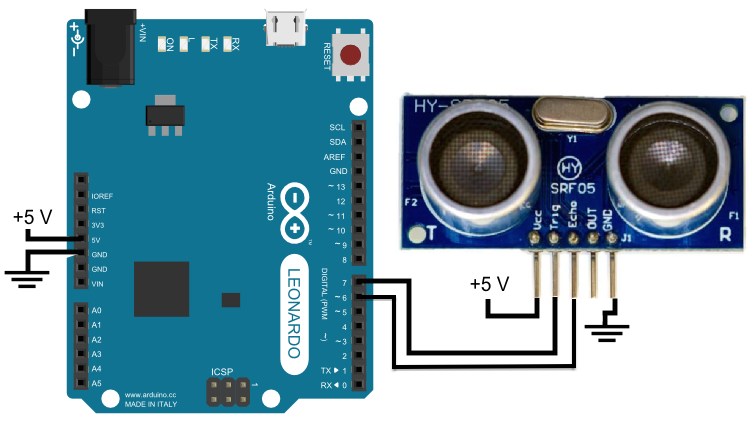 +
-
+VIN
ON
L
TX
RX
RESET
IOREF
RST
3V3
5V
GND
GND
VIN
+5 V
A0
A1
A2
A3
A4
A5
Arduino
TM
LEONARDO
SCL
SDA
AREF
GND
~ 13
12
~ 11
~ 10
~ 9
8
7
~ 6
~ 5
4
~ 3
2
TX ▶ 1
RX ◀ 0
DIGITAL (PWM ~)
ICSP
1
www.arduino.cc
MADE IN ITALY
HY-SRF05
Y1
HY
SRF05
F2
F1
T
R
Vcc
Trig
Echo
OUT
GND
J1
+5 V